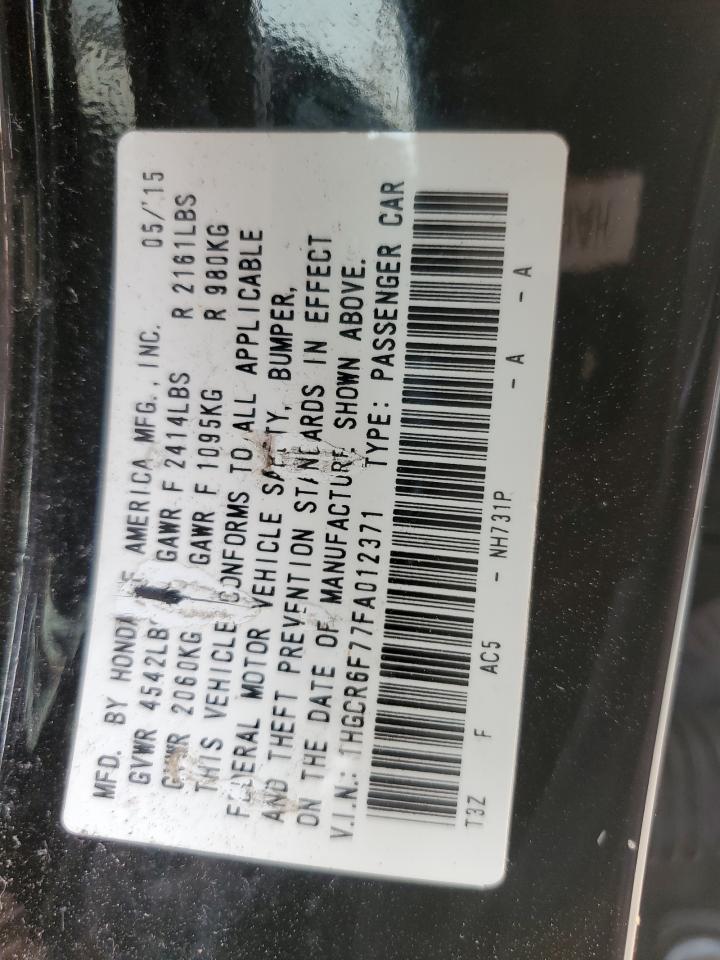 MFD. BY HONDA OF AMERICA MFG., INC. 05/'15
GVWR 4542LBS GAWR F 2414LBS R 2161LBS
GVWR 2060KG GAWR F 1095KG R 980KG
THIS VEHICLE CONFORMS TO ALL APPLICABLE
FEDERAL MOTOR VEHICLE SAFETY, BUMPER,
AND THEFT PREVENTION STANDARDS IN EFFECT
ON THE DATE OF MANUFACTURE SHOWN ABOVE.
V.I.N.: 1HGCR6F77FA012371 TYPE: PASSENGER CAR
T3Z F AC5 - NH731P - A - A